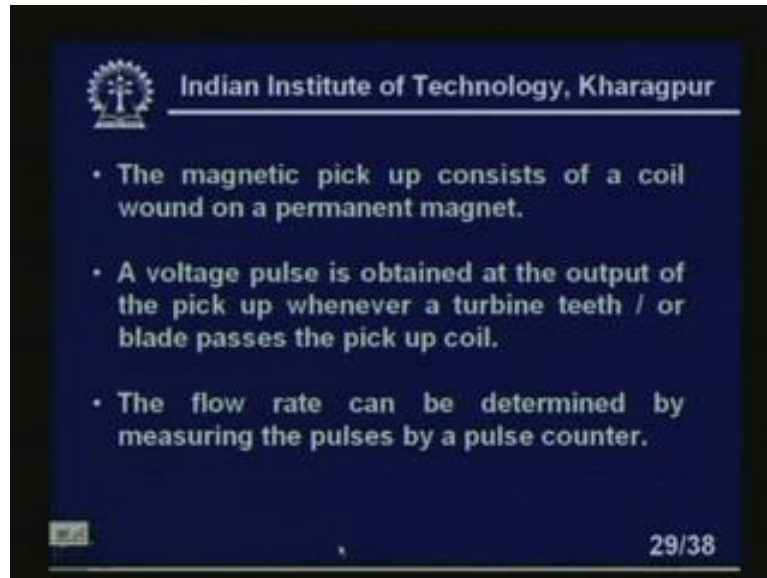 Indian Institute of Technology, Kharagpur
• The magnetic pick up consists of a coil
wound on a permanent magnet.
• A voltage pulse is obtained at the output of
the pick up whenever a turbine teeth / or
blade passes the pick up coil.
• The flow rate can be determined by
measuring the pulses by a pulse counter.
29/38